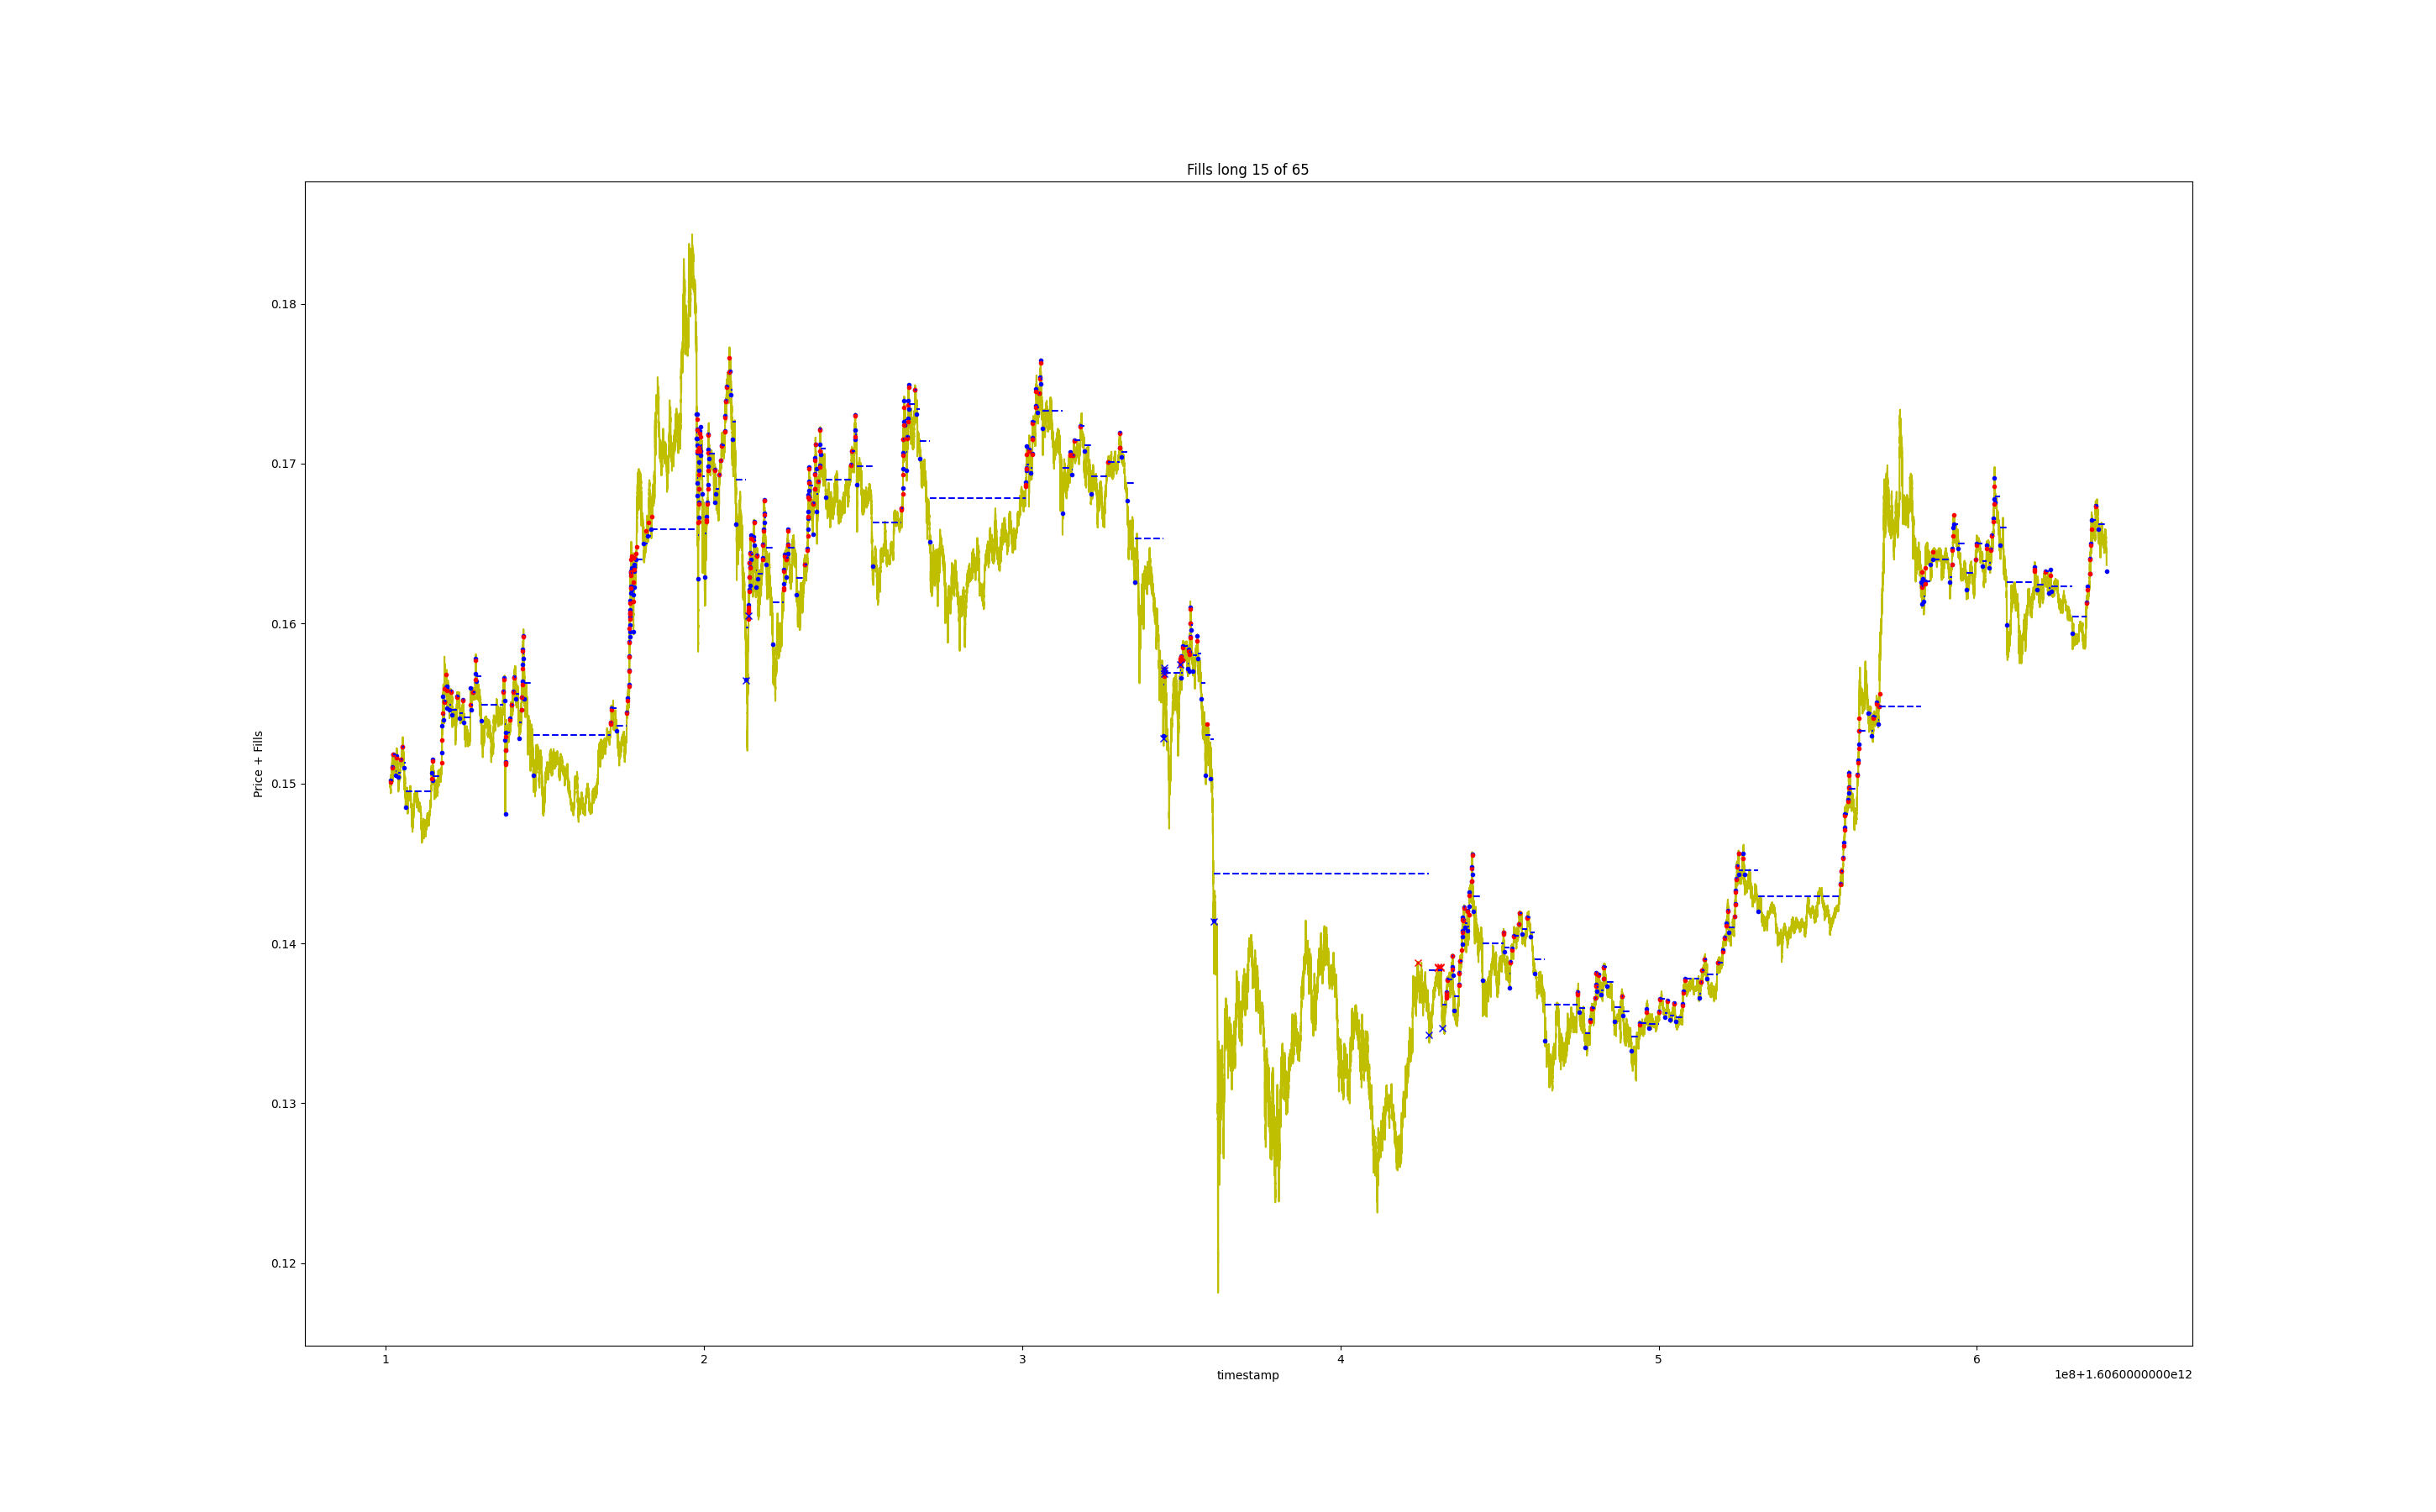 Fills long 15 of 65
Price + Fills
0.18
0.17
0.16
0.15
0.14
0.13
0.12
1 2 3 4 5 6
timestamp
1e8+1.6060000000e12